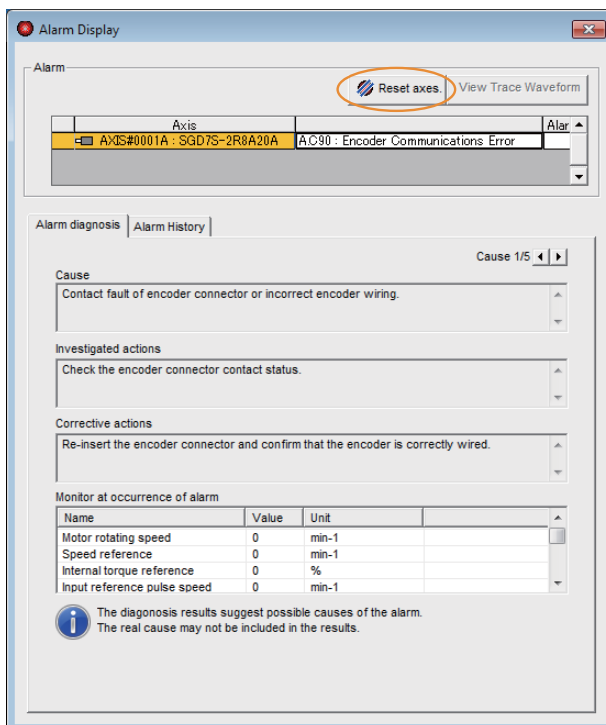 Alarm Display
Alarm
Reset axes. View Trace Waveform
Axis Alar
AXIS#0001A : SGD7S-2R8A20A A.C90 : Encoder Communications Error
Alarm diagnosis Alarm History
Cause 1/5
Cause
Contact fault of encoder connector or incorrect encoder wiring.
Investigated actions
Check the encoder connector contact status.
Corrective actions
Re-insert the encoder connector and confirm that the encoder is correctly wired.
Monitor at occurrence of alarm
Name Value Unit
Motor rotating speed 0 min-1
Speed reference 0 min-1
Internal torque reference 0 %
Input reference pulse speed 0 min-1
The diagonosis results suggest possible causes of the alarm.
The real cause may not be included in the results.